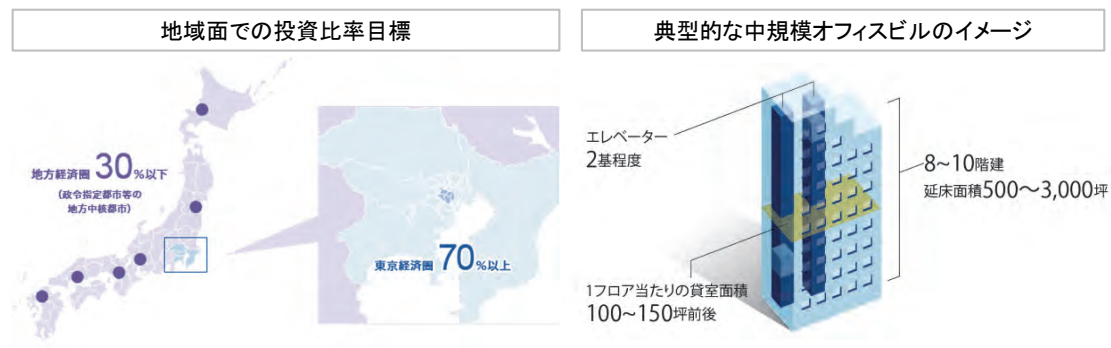 地域面での投資比率目標
地方経済圏 30%以下
(政令指定都市等の
地方中核都市)
東京経済圏 70%以上
典型的な中規模オフィスビルのイメージ
エレベーター
2基程度
8~10階建
延床面積500~3,000坪
1フロア当たりの貸室面積
100~150坪前後